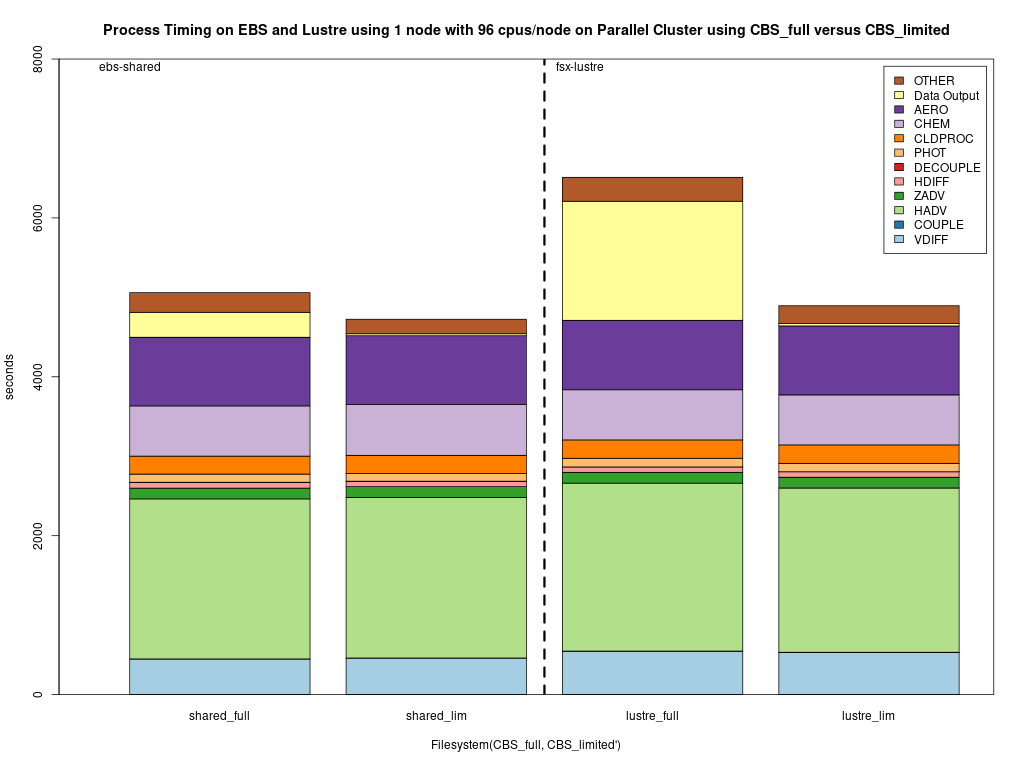 Process Timing on EBS and Lustre using 1 node with 96 cpus/node on Parallel Cluster using CBS_full versus CBS_limited
ebs-shared
fsx-lustre
OTHER
Data Output
AERO
CHEM
CLDPROC
PHOT
DECOUPLE
HDIFF
ZADV
HADV
COUPLE
VDIFF
seconds
8000
6000
4000
2000
0
shared_full
shared_lim
lustre_full
lustre_lim
Filesystem(CBS_full, CBS_limited')